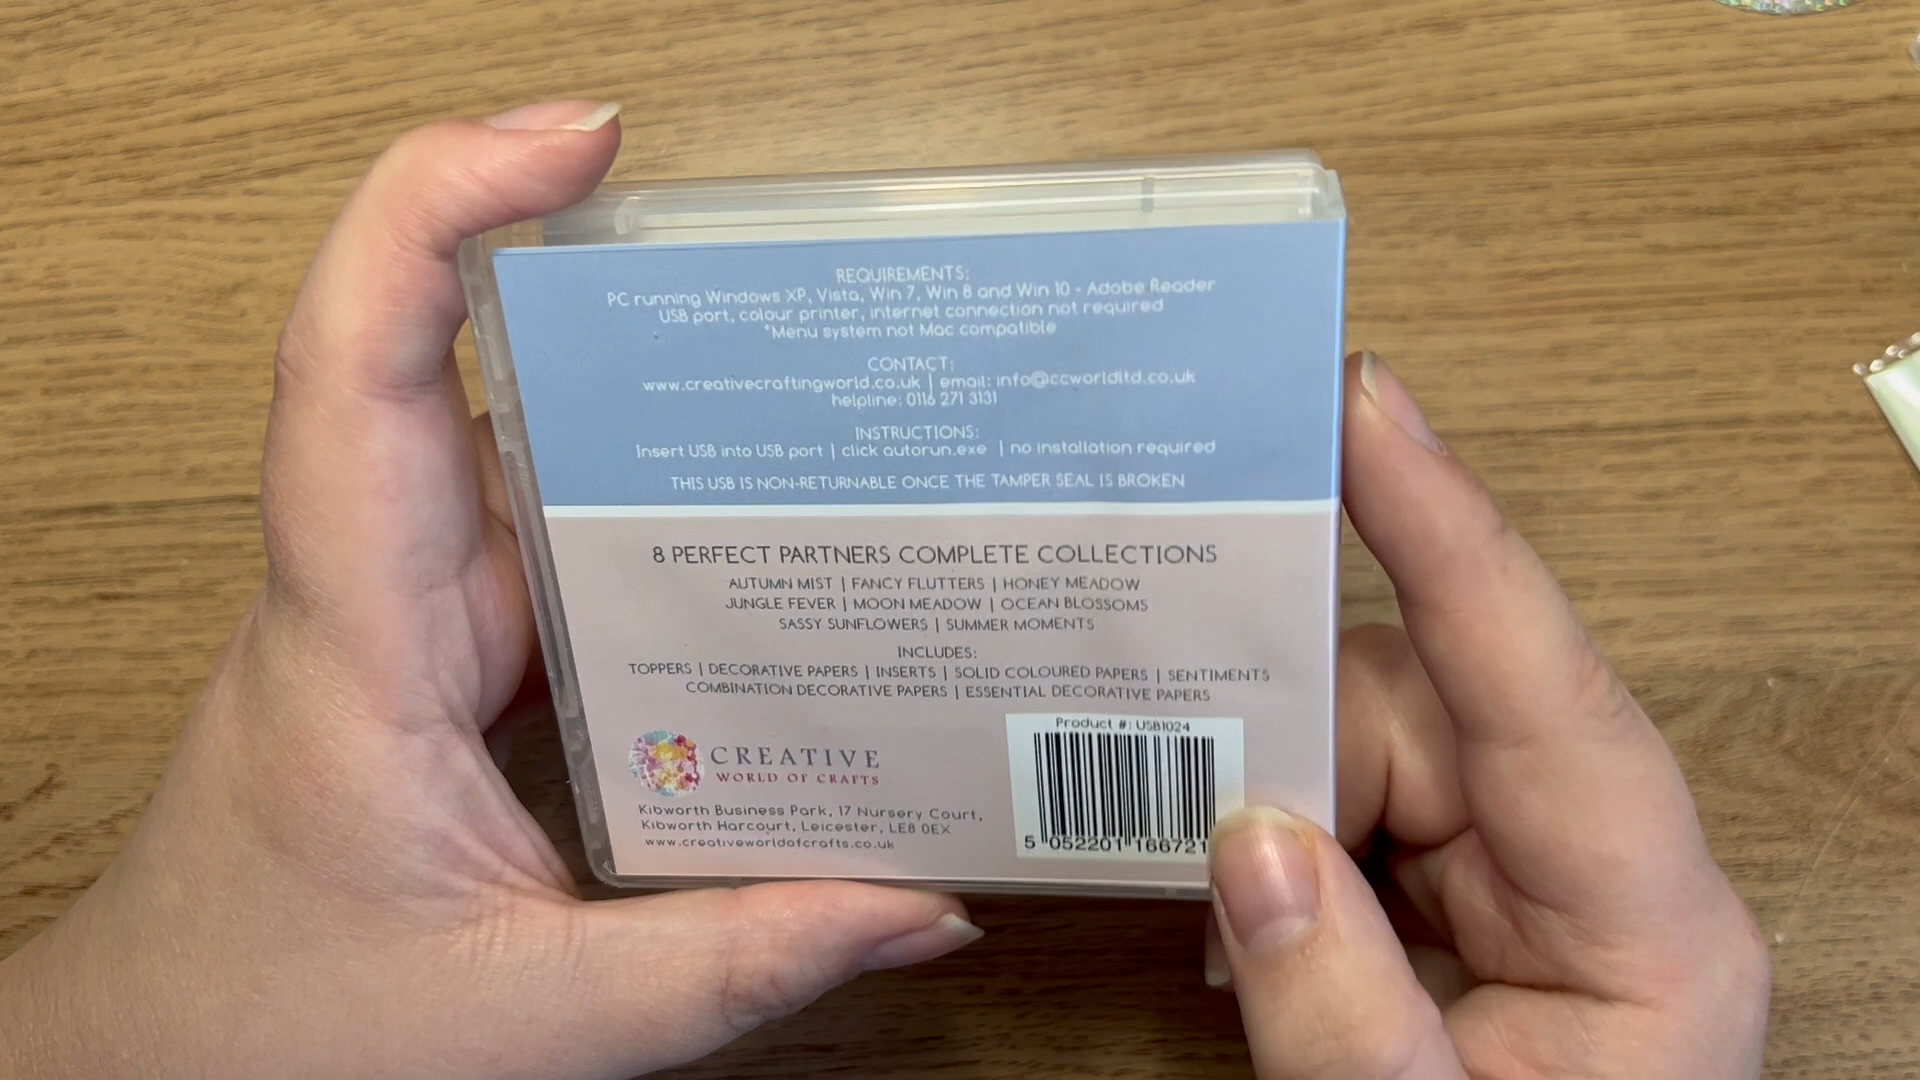 REQUIREMENTS:
PC running Windows XP, Vista, Win 7, Win 8 and Win 10 - Adobe Reader
USB port, colour printer, internet connection not required
*Menu system not Mac compatible
CONTACT:
www.creativecraftingworld.co.uk | email: info@ccworldltd.co.uk
helpline: 0116 271 3131
INSTRUCTIONS:
Insert USB into USB port | click autorun.exe | no installation required
THIS USB IS NON-RETURNABLE ONCE THE TAMPER SEAL IS BROKEN
8 PERFECT PARTNERS COMPLETE COLLECTIONS
AUTUMN MIST | FANCY FLUTTERS | HONEY MEADOW
JUNGLE FEVER | MOON MEADOW | OCEAN BLOSSOMS
SASSY SUNFLOWERS | SUMMER MOMENTS
INCLUDES:
TOPPERS | DECORATIVE PAPERS | INSERTS | SOLID COLOURED PAPERS | SENTIMENTS
COMBINATION DECORATIVE PAPERS | ESSENTIAL DECORATIVE PAPERS
Product #: USB1024
CREATIVE
WORLD OF CRAFTS
Kibworth Business Park, 17 Nursery Court,
Kibworth Harcourt, Leicester, LE8 0EX
www.creativeworldofcrafts.co.uk
5 052201 166721